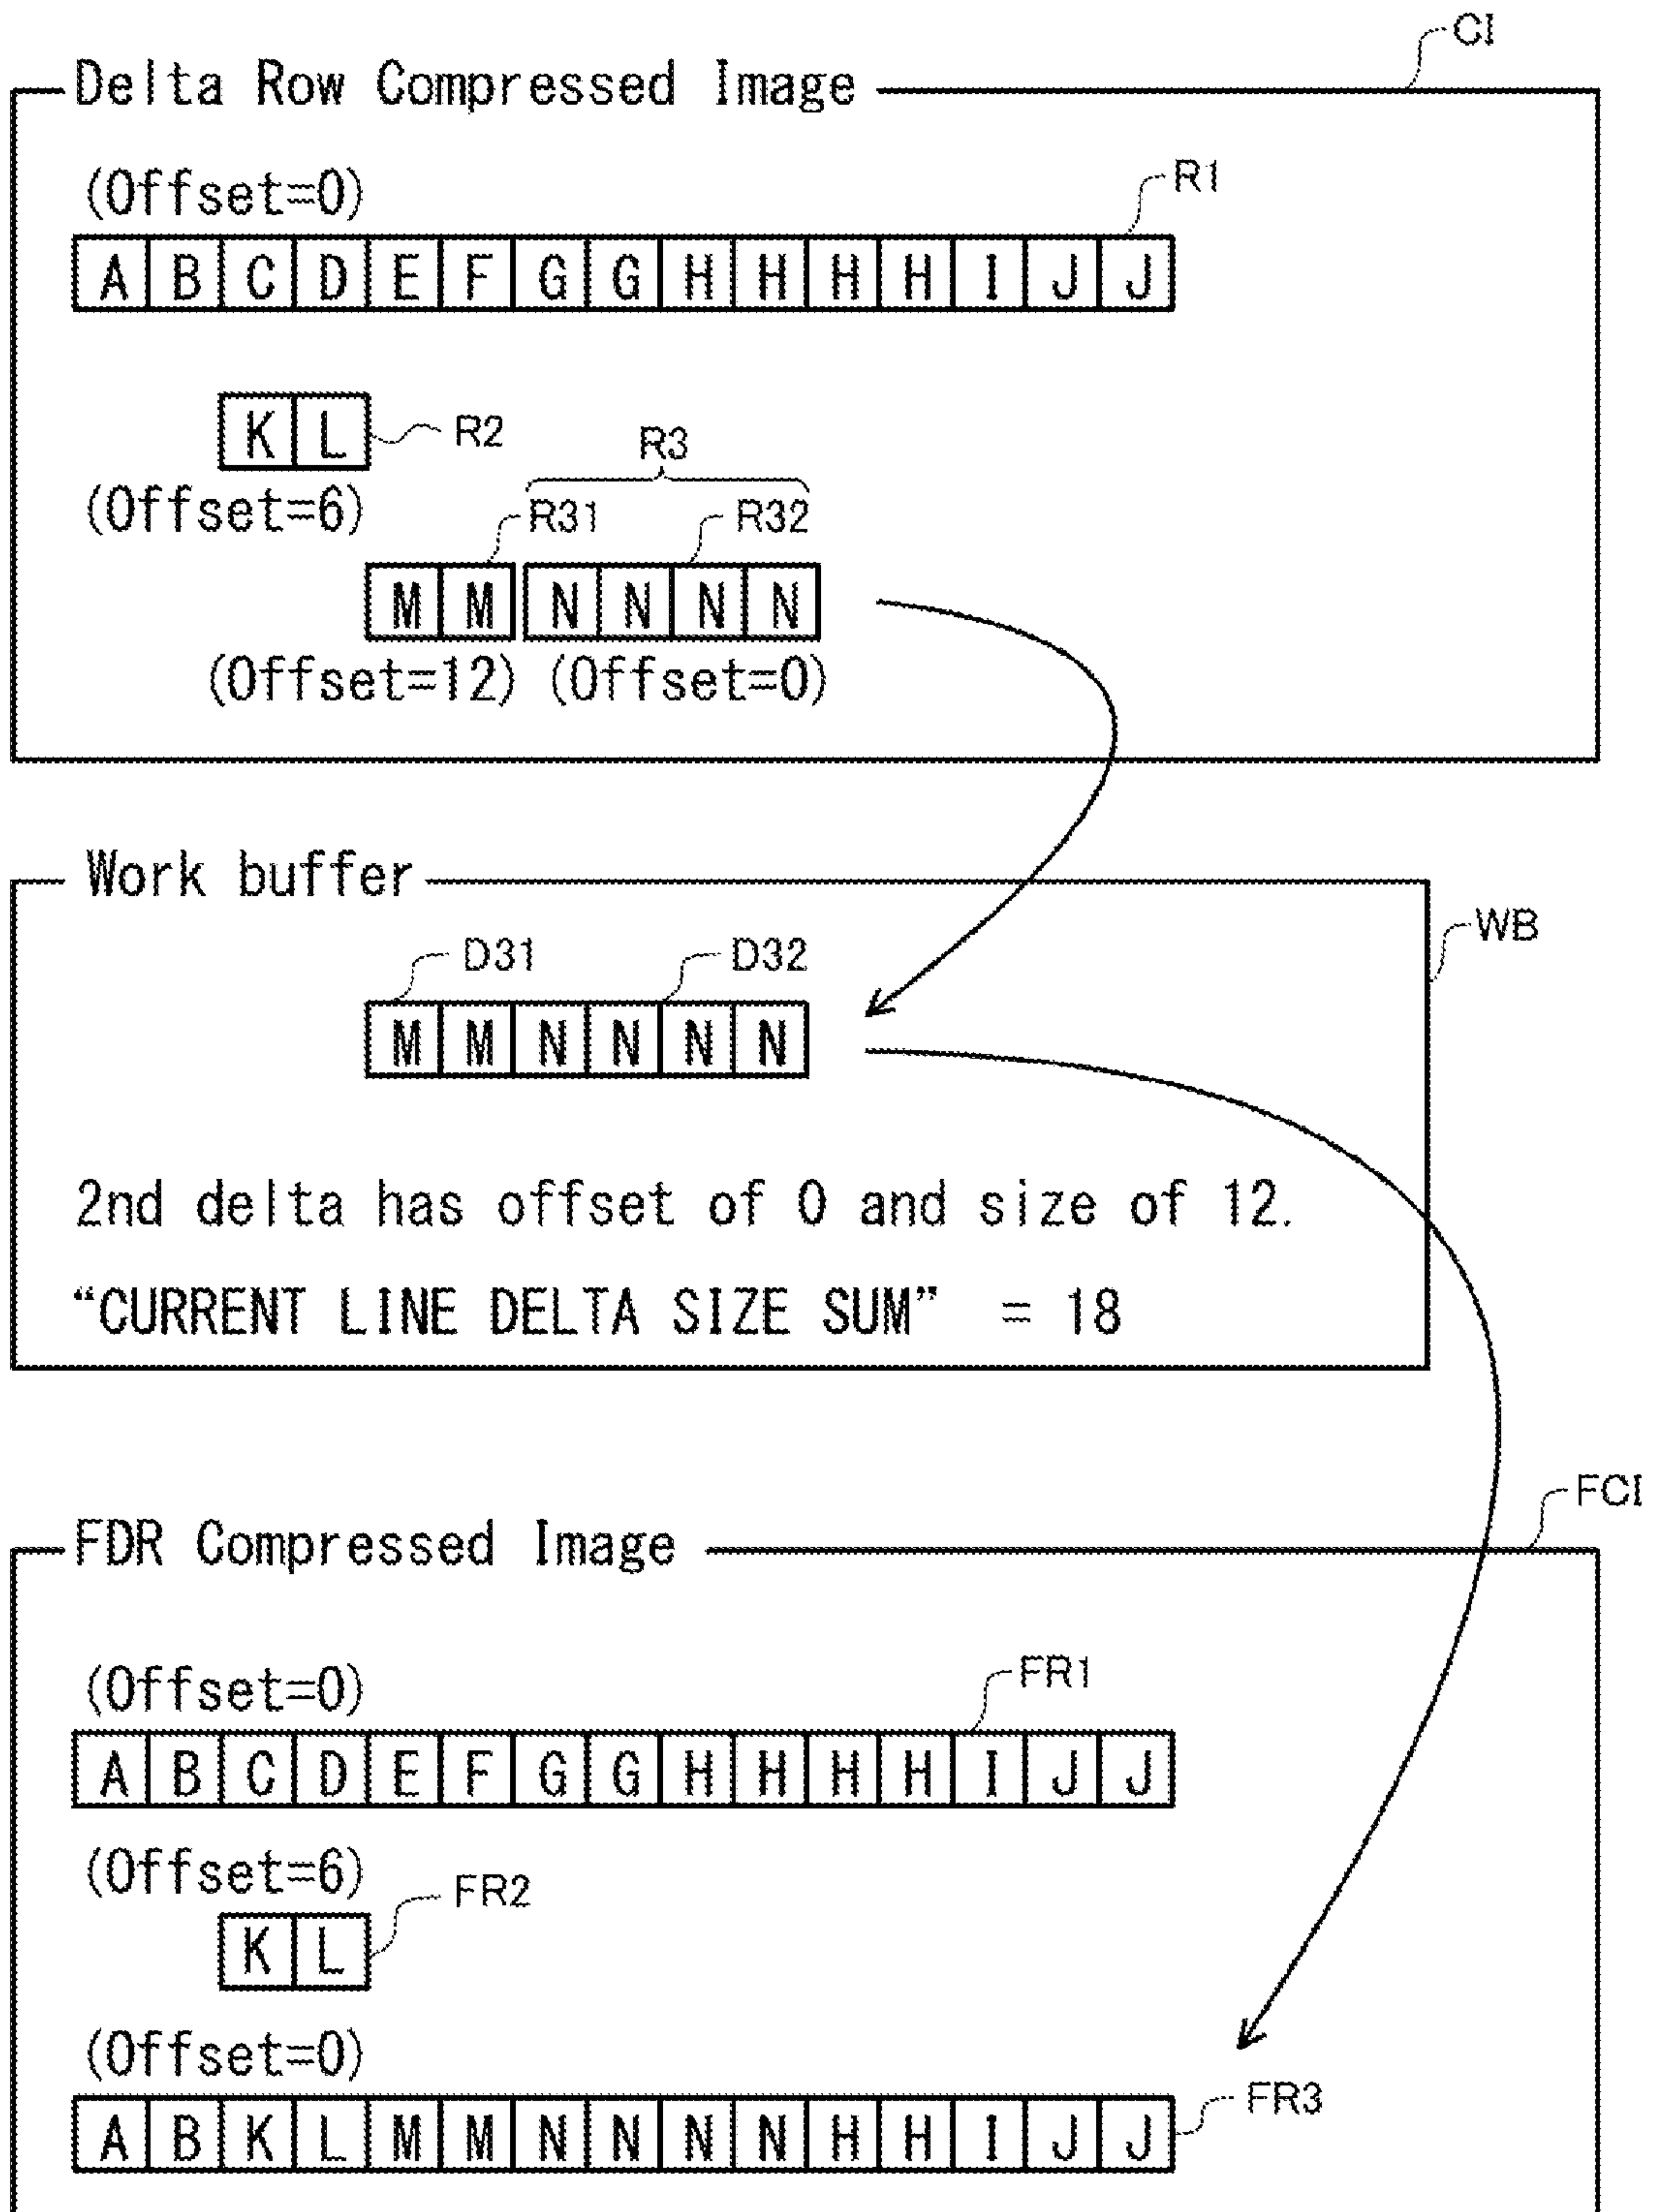 CI
Delta Row Compressed Image
(Offset=0)
R1
A B C D E F G G H H H H I J J
K L
R2
R3
(Offset=6)
R31
R32
M M N N N N
(Offset=12) (Offset=0)
Work buffer
WB
D31
D32
M M N N N N
2nd delta has offset of 0 and size of 12.
“CURRENT LINE DELTA SIZE SUM” = 18
FCI
FDR Compressed Image
(Offset=0)
FR1
A B C D E F G G H H H H I J J
(Offset=6)
FR2
K L
(Offset=0)
FR3
A B K L M M N N N N H H I J J